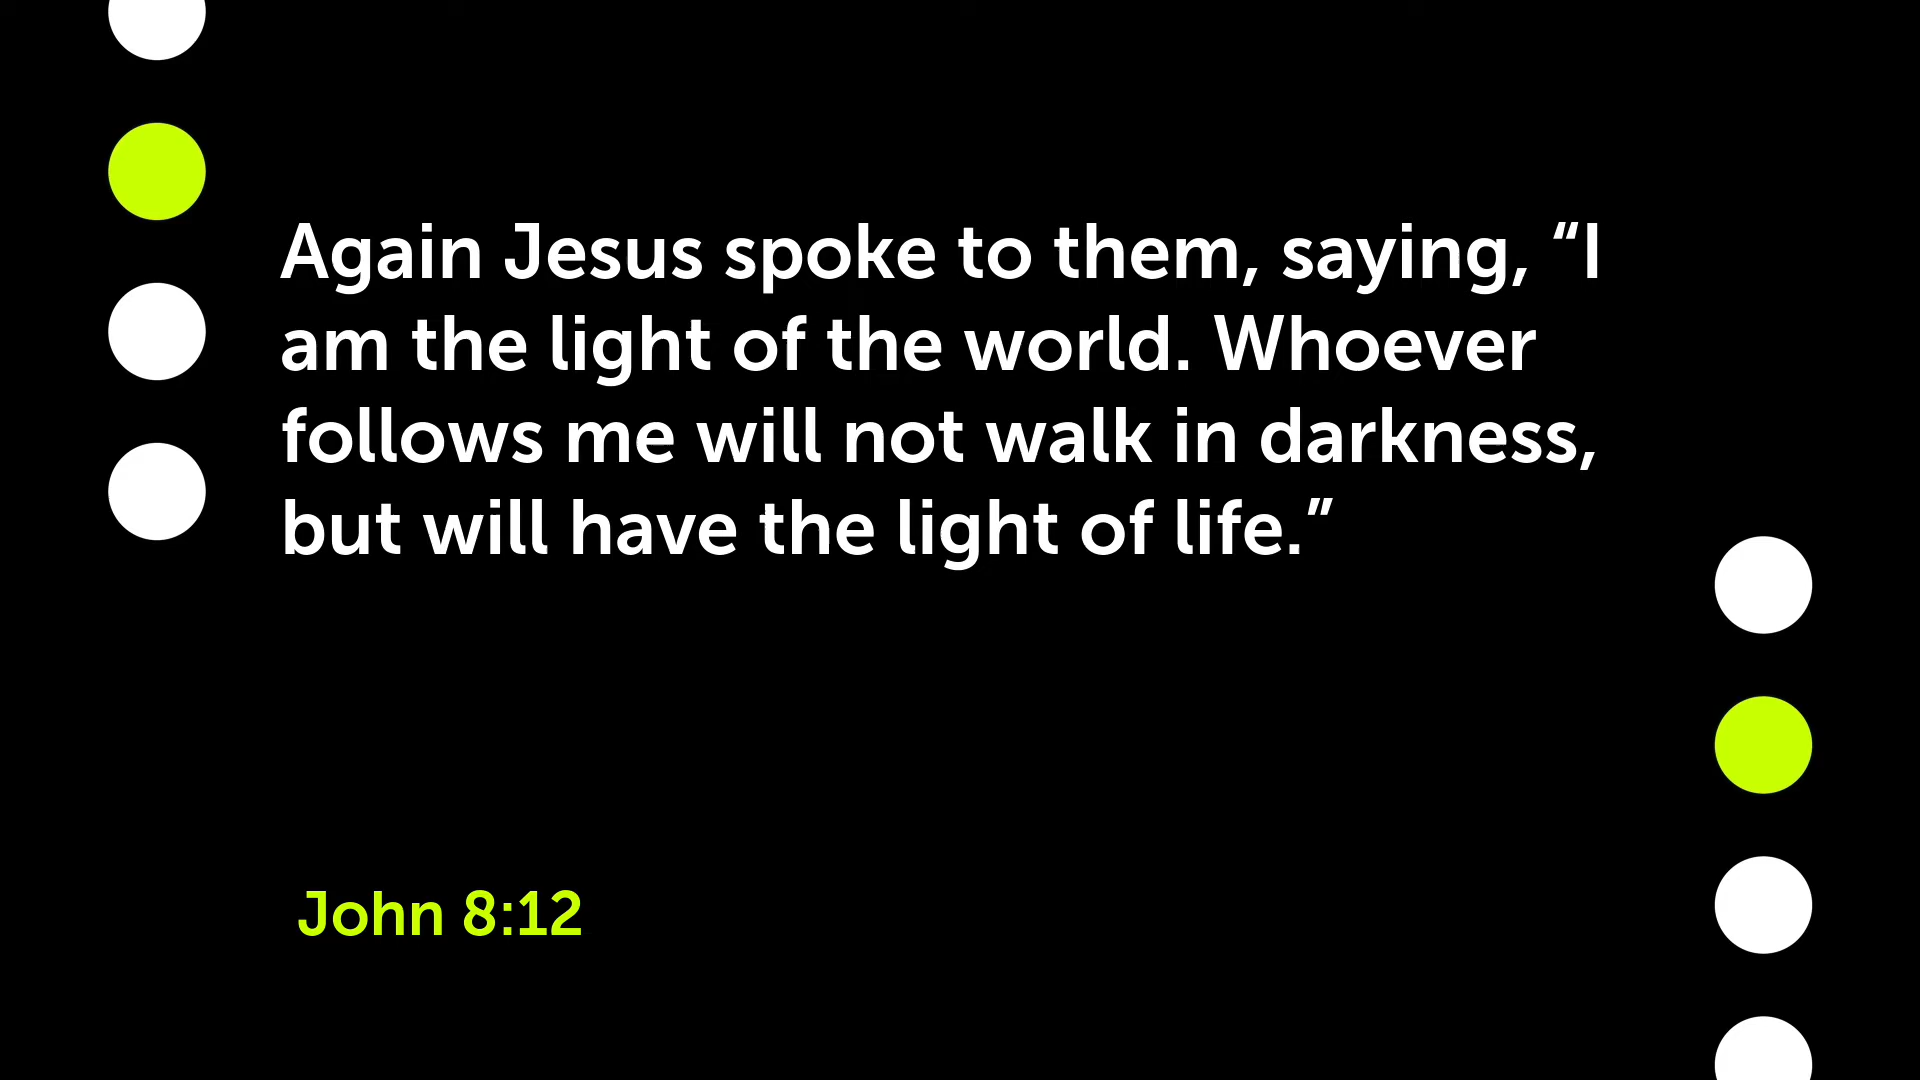 Again Jesus spoke to them, saying, “I
am the light of the world. Whoever
follows me will not walk in darkness,
but will have the light of life.”
John 8:12